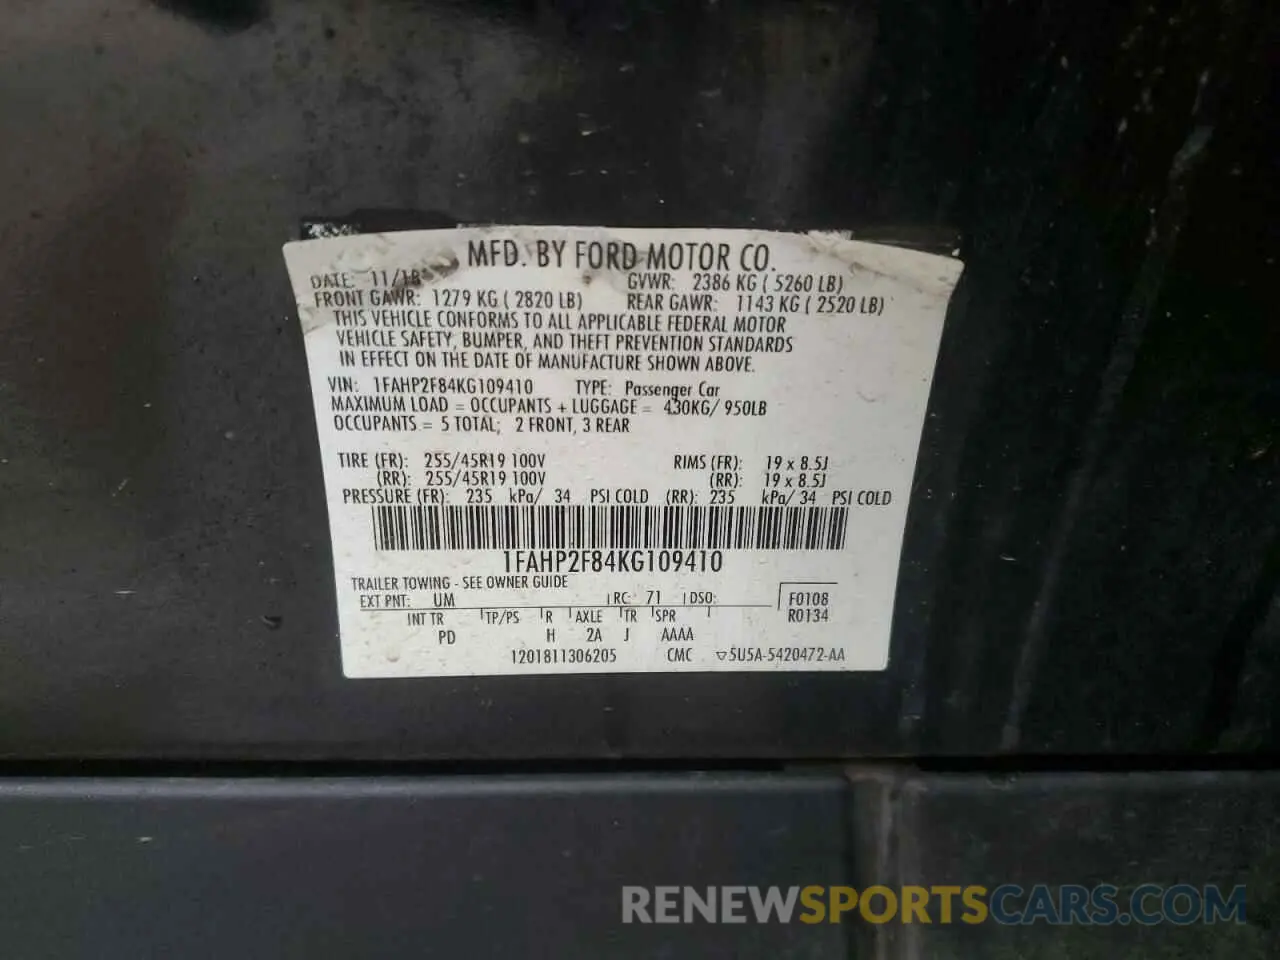 MFD. BY FORD MOTOR CO.
DATE: 11/18 GVWR: 2386 KG ( 5260 LB)
FRONT GAWR: 1279 KG ( 2820 LB) REAR GAWR: 1143 KG ( 2520 LB)
THIS VEHICLE CONFORMS TO ALL APPLICABLE FEDERAL MOTOR
VEHICLE SAFETY, BUMPER, AND THEFT PREVENTION STANDARDS
IN EFFECT ON THE DATE OF MANUFACTURE SHOWN ABOVE.
VIN: 1FAHP2F84KG109410 TYPE: Passenger Car
MAXIMUM LOAD = OCCUPANTS + LUGGAGE = 430KG/ 950LB
OCCUPANTS = 5 TOTAL; 2 FRONT, 3 REAR
TIRE (FR): 255/45R19 100V RIMS (FR): 19 x 8.5J
(RR): 255/45R19 100V (RR): 19 x 8.5J
PRESSURE (FR): 235 kPa/ 34 PSI COLD (RR): 235 kPa/ 34 PSI COLD
1FAHP2F84KG109410
TRAILER TOWING - SEE OWNER GUIDE
EXT PNT: UM RC: 71 DSO: F0108
INT TR TP/PS R AXLE TR SPR R0134
PD H 2A J AAAA
1201811306205 CMC ▽5U5A-5420472-AA
RENEWSPORTSCARS.COM